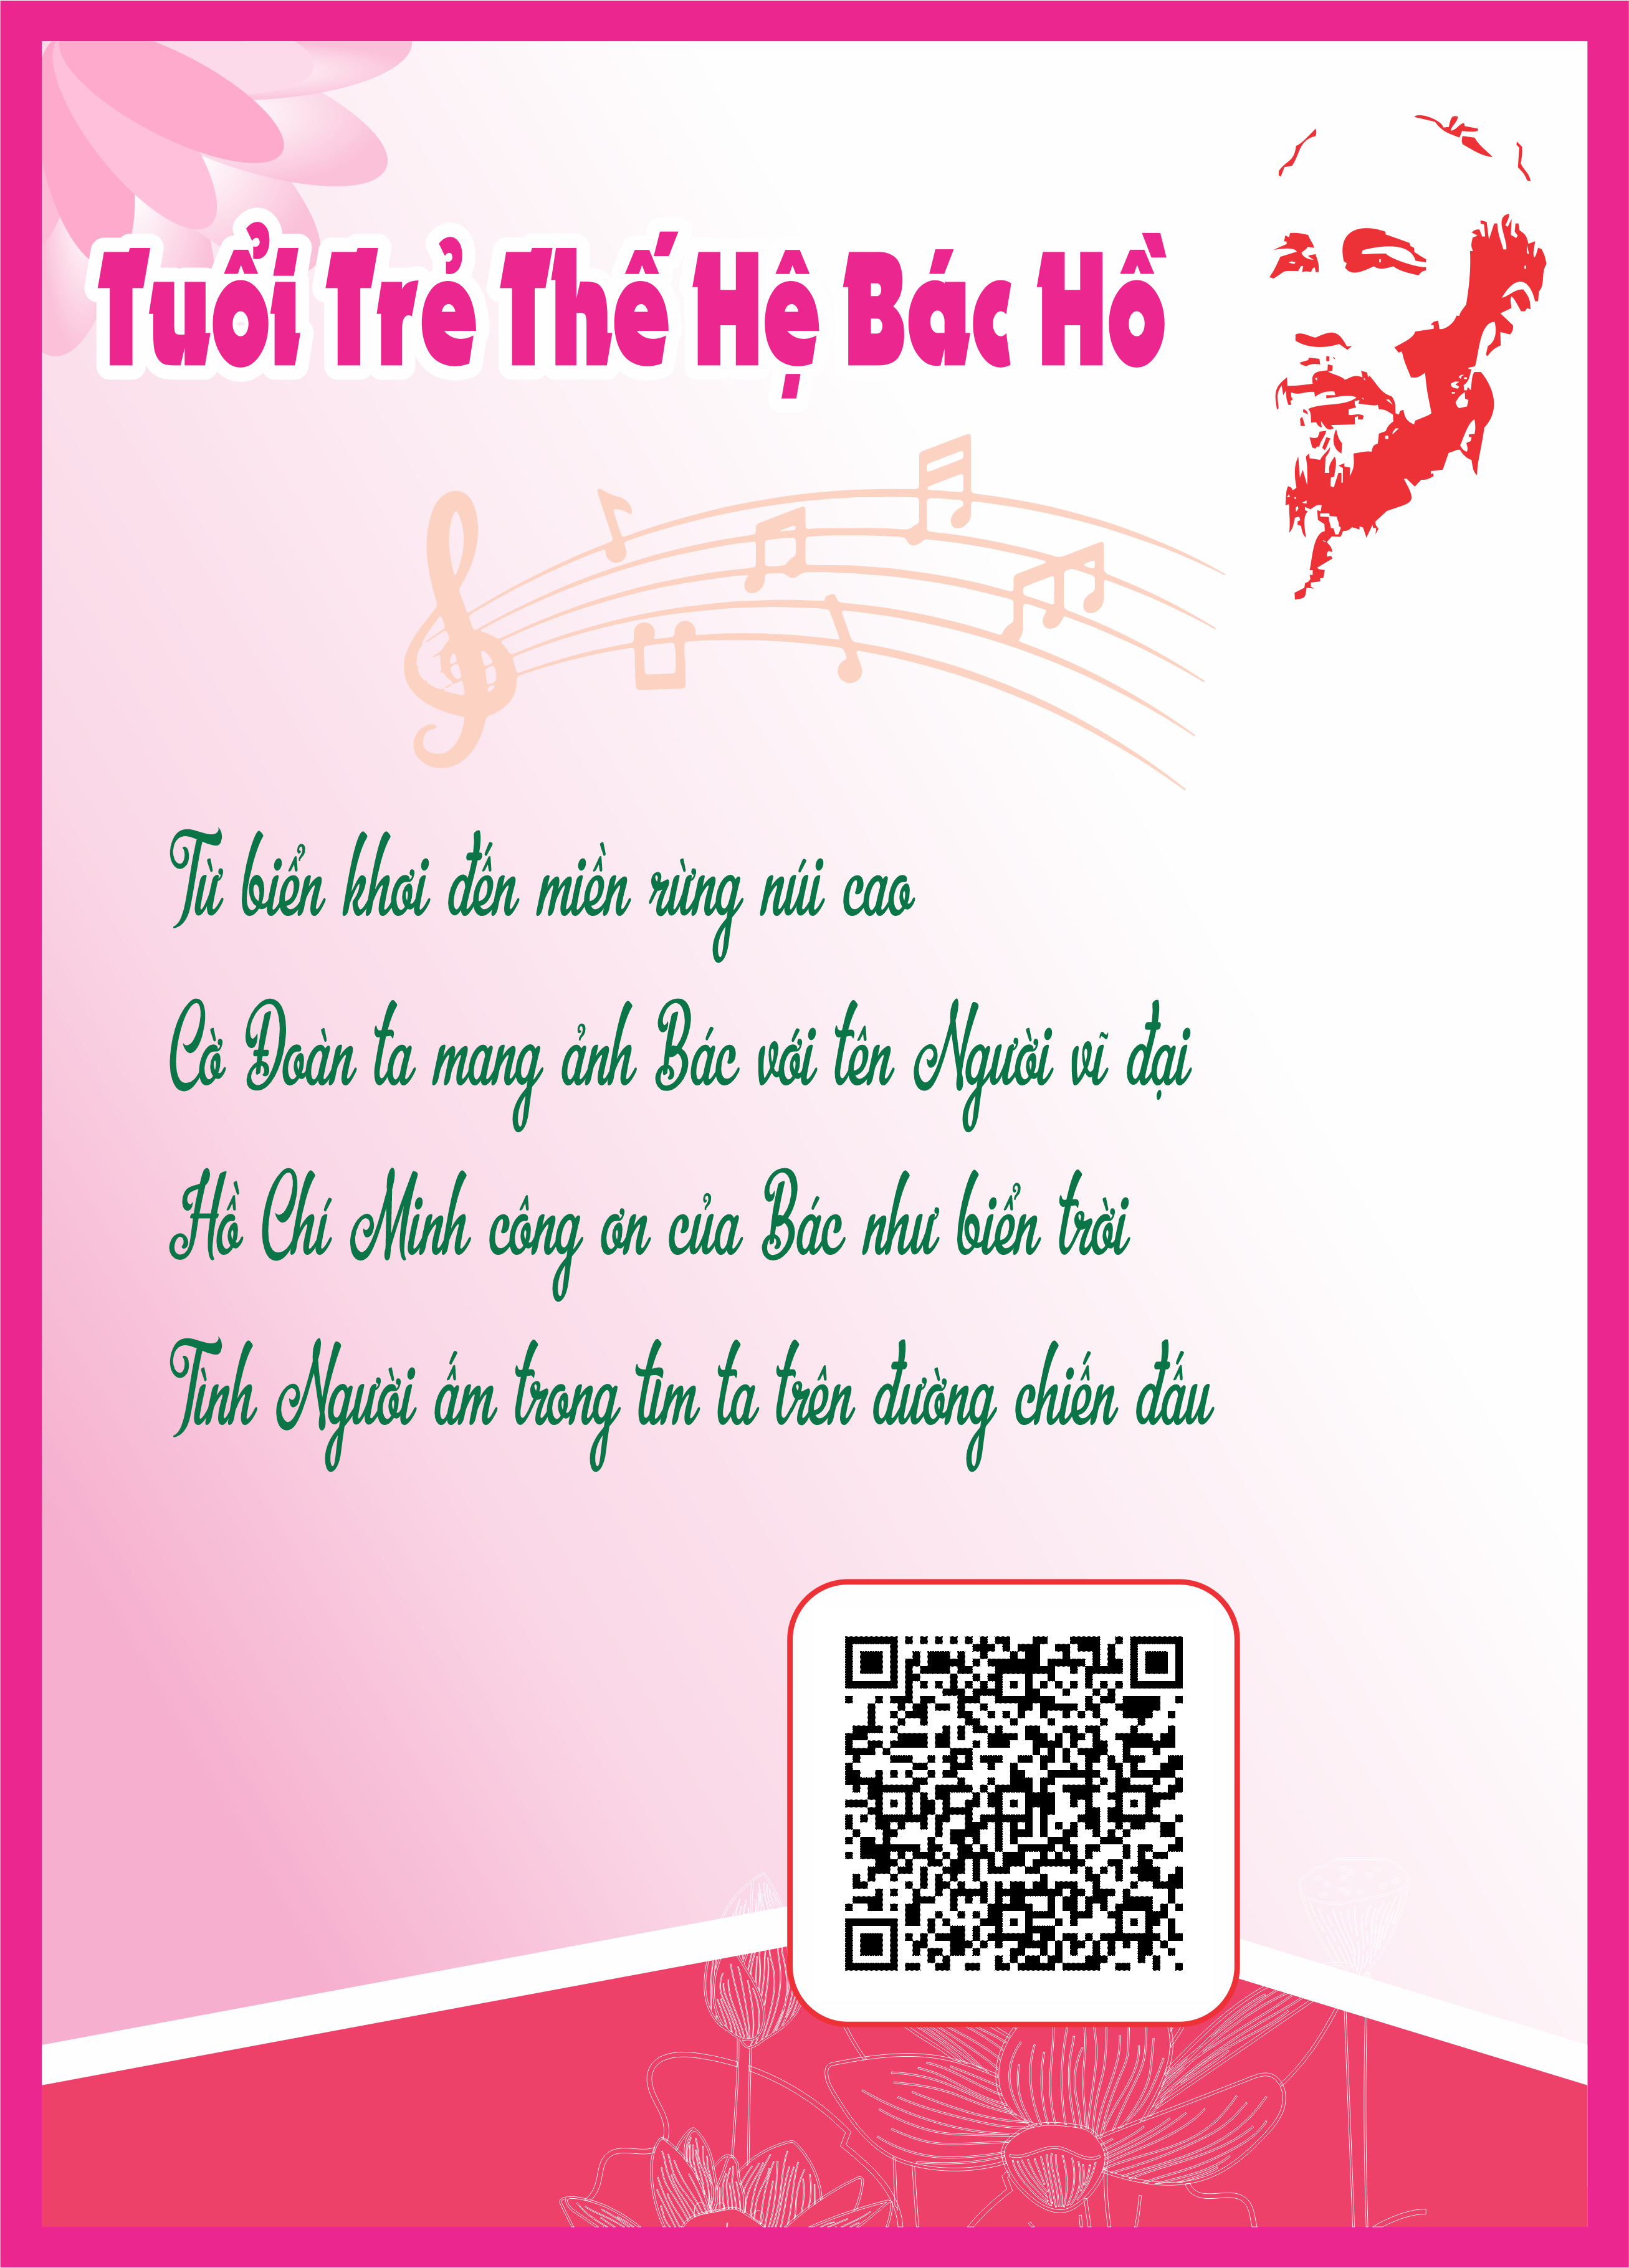 Tuổi Trẻ Thế Hệ Bác Hồ
Từ biển khơi đến miền rừng núi cao
Cờ Đoàn ta mang ảnh Bác với tên Người vĩ đại
Hồ Chí Minh công ơn của Bác như biển trời
Tình Người ấm trong tim ta trên đường chiến đấu